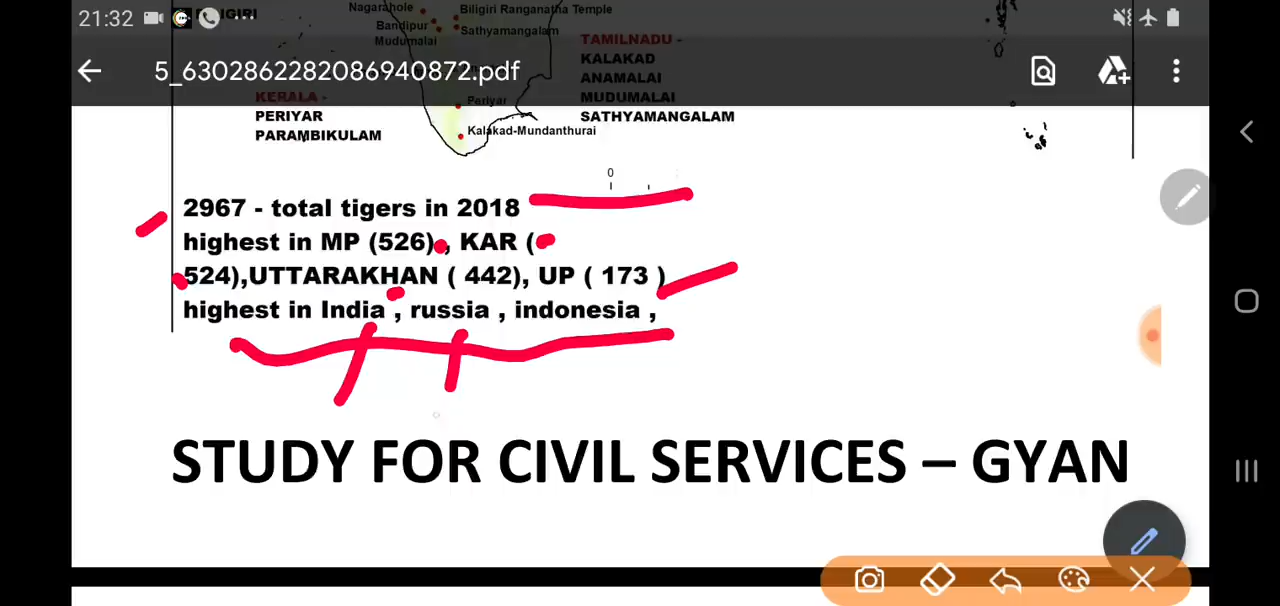 21:32
NILGIRI
Nagarahole
Biligiri Ranganatha Temple
Bandipur
Sathyamangalam
Mudumalai
TAMILNADU -
5_6302862282086940872.pdf
KALAKAD
ANAMALAI
KERALA -
MUDUMALAI
Periyar
PERIYAR
SATHYAMANGALAM
PARAMBIKULAM
Kalakad-Mundanthurai
0
2967 - total tigers in 2018
highest in MP (526) , KAR (
524),UTTARAKHAN ( 442), UP ( 173 )
highest in India , russia , indonesia ,
STUDY FOR CIVIL SERVICES – GYAN